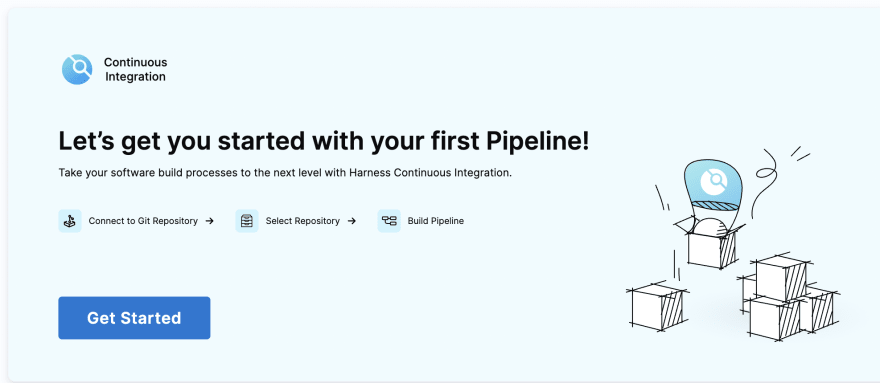 Continuous
Integration
Let’s get you started with your first Pipeline!
Take your software build processes to the next level with Harness Continuous Integration.
Connect to Git Repository → Select Repository → Build Pipeline
Get Started